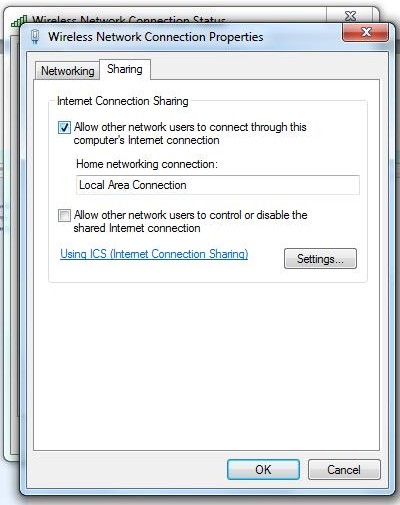 Wireless Network Connection Status
Wireless Network Connection Properties
Networking
Sharing
Internet Connection Sharing
Allow other network users to connect through this
computer's Internet connection
Home networking connection:
Local Area Connection
Allow other network users to control or disable the
shared Internet connection
Using ICS (Internet Connection Sharing)
Settings...
OK
Cancel